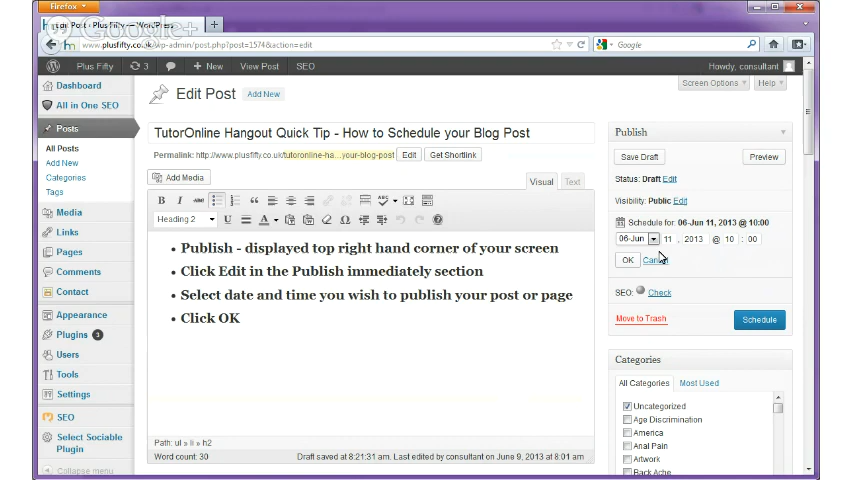 Firefox
Edit Post ‹ Plus Fifty — WordPress
Google+
www.plusfifty.co.uk/wp-admin/post.php?post=1574&action=edit
Google
Plus Fifty
3
New
View Post
SEO
Howdy, consultant
Dashboard
All in One SEO
Posts
All Posts
Add New
Categories
Tags
Media
Links
Pages
Comments
Contact
Appearance
Plugins 3
Users
Tools
Settings
SEO
Select Sociable
Plugin
Collapse menu
Edit Post
Add New
Screen Options
Help
TutorOnline Hangout Quick Tip - How to Schedule your Blog Post
Permalink: http://www.plusfifty.co.uk/tutoronline-ha…your-blog-post
Edit
Get Shortlink
Add Media
Visual
Text
B I ABC
Heading 2
U A
Publish - displayed top right hand corner of your screen
Click Edit in the Publish immediately section
Select date and time you wish to publish your post or page
Click OK
Path: ul » li » h2
Word count: 30
Draft saved at 8:21:31 am. Last edited by consultant on June 9, 2013 at 8:01 am
Publish
Save Draft
Preview
Status: Draft Edit
Visibility: Public Edit
Schedule for: 06-Jun 11, 2013 @ 10:00
06-Jun 11 , 2013 @ 10 : 00
OK
Cancel
SEO: Check
Move to Trash
Schedule
Categories
All Categories
Most Used
Uncategorized
Age Discrimination
America
Anal Pain
Artwork
Back Ache